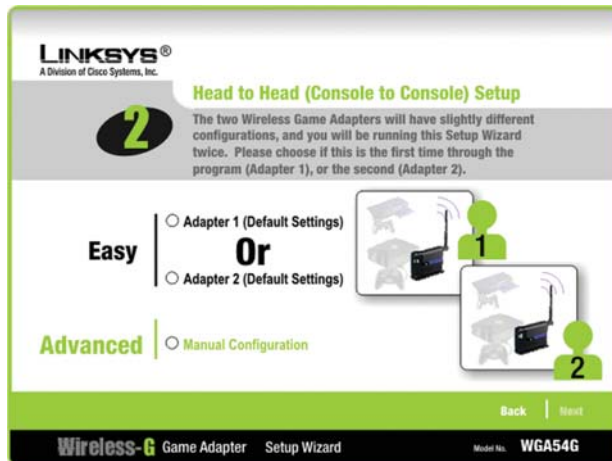 LINKSYS®
A Division of Cisco Systems, Inc.
2
Head to Head (Console to Console) Setup
The two Wireless Game Adapters will have slightly different
configurations, and you will be running this Setup Wizard
twice. Please choose if this is the first time through the
program (Adapter 1), or the second (Adapter 2).
Easy
Adapter 1 (Default Settings)
Or
Adapter 2 (Default Settings)
1
2
Advanced
Manual Configuration
Back
Next
Wireless-G Game Adapter Setup Wizard
Model No. WGA54G